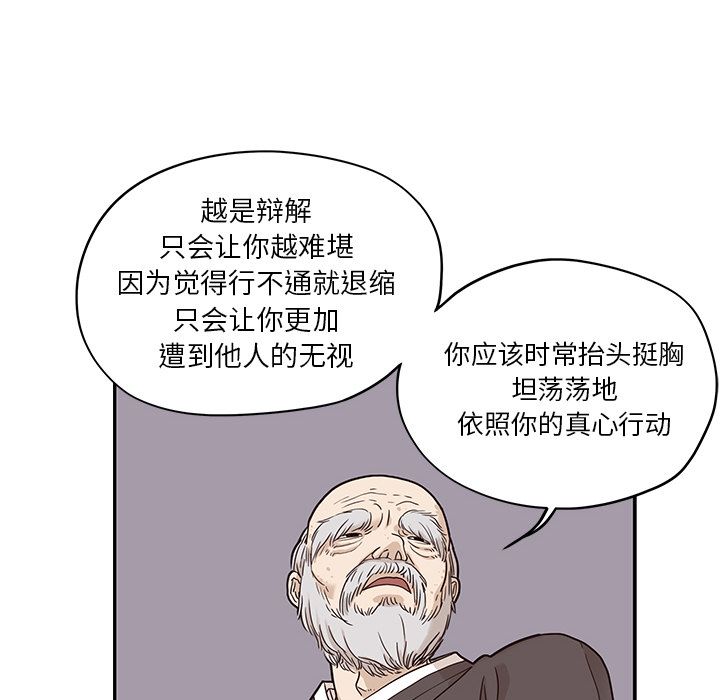 越是辩解
只会让你越难堪
因为觉得行不通就退缩
只会让你更加
遭到他人的无视
你应该时常抬头挺胸
坦荡荡地
依照你的真心行动